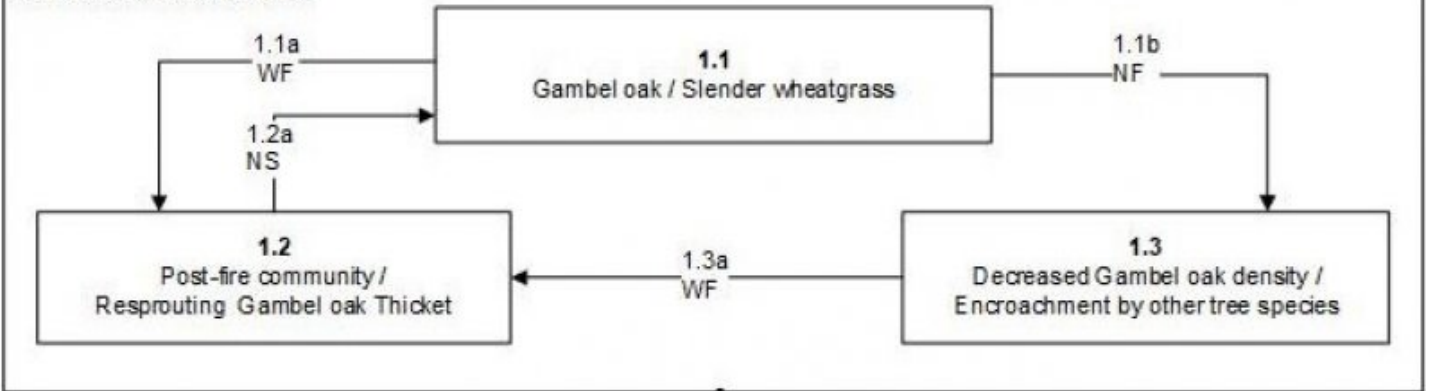 1.1a
WF
1.1
Gambel oak / Slender wheatgrass
1.1b
NF
1.2a
NS
1.2
Post-fire community /
Resprouting Gambel oak Thicket
1.3a
WF
1.3
Decreased Gambel oak density /
Encroachment by other tree species